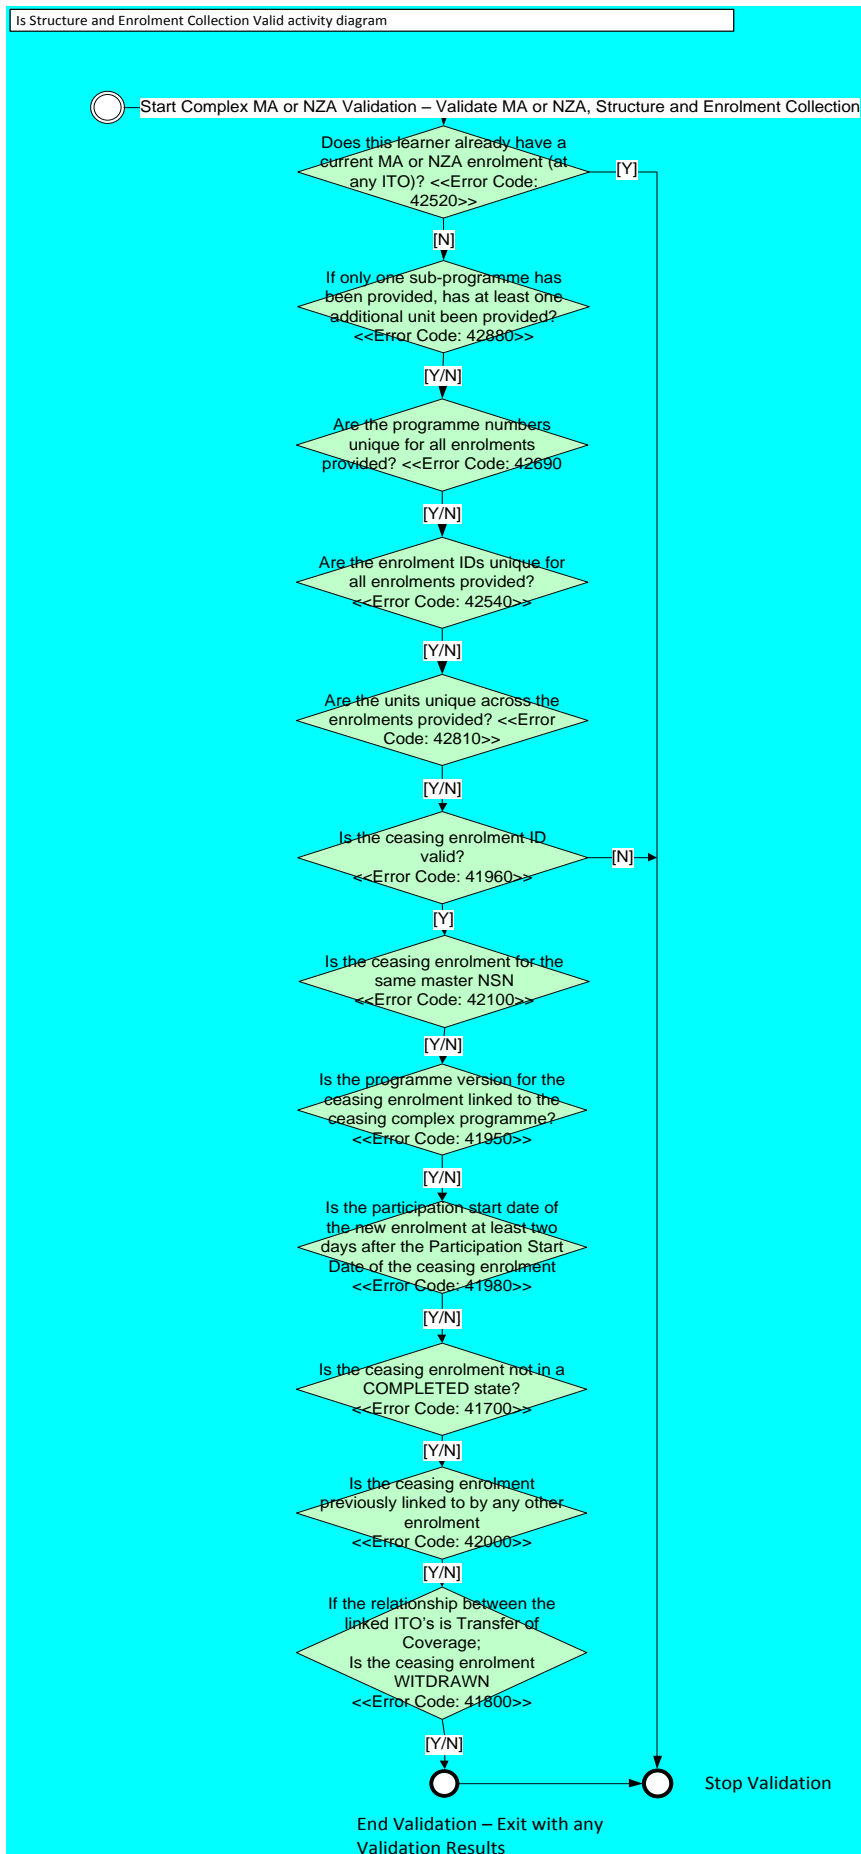 Is Structure and Enrolment Collection Valid activity diagram
Start Complex MA or NZA Validation – Validate MA or NZA, Structure and Enrolment Collection
Does this learner already have a
current MA or NZA enrolment (at
any ITO)? <<Error Code:
42520>>
[Y]
[N]
If only one sub-programme has
been provided, has at least one
additional unit been provided?
<<Error Code: 42880>>
[Y/N]
Are the programme numbers
unique for all enrolments
provided? <<Error Code: 42690
[Y/N]
Are the enrolment IDs unique for
all enrolments provided?
<<Error Code: 42540>>
[Y/N]
Are the units unique across the
enrolments provided? <<Error
Code: 42810>>
[Y/N]
Is the ceasing enrolment ID
valid?
<<Error Code: 41960>>
[N]
[Y]
Is the ceasing enrolment for the
same master NSN
<<Error Code: 42100>>
[Y/N]
Is the programme version for the
ceasing enrolment linked to the
ceasing complex programme?
<<Error Code: 41950>>
[Y/N]
Is the participation start date of
the new enrolment at least two
days after the Participation Start
Date of the ceasing enrolment
<<Error Code: 41980>>
[Y/N]
Is the ceasing enrolment not in a
COMPLETED state?
<<Error Code: 41700>>
[Y/N]
Is the ceasing enrolment
previously linked to by any other
enrolment
<<Error Code: 42000>>
[Y/N]
If the relationship between the
linked ITO's is Transfer of
Coverage;
Is the ceasing enrolment
WITDRAWN
<<Error Code: 41800>>
[Y/N]
Stop Validation
End Validation – Exit with any
Validation Results